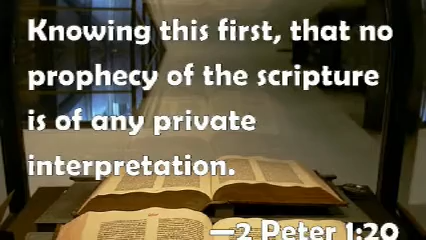 Knowing this first, that no
prophecy of the scripture
is of any private
interpretation.
—2 Peter 1:20